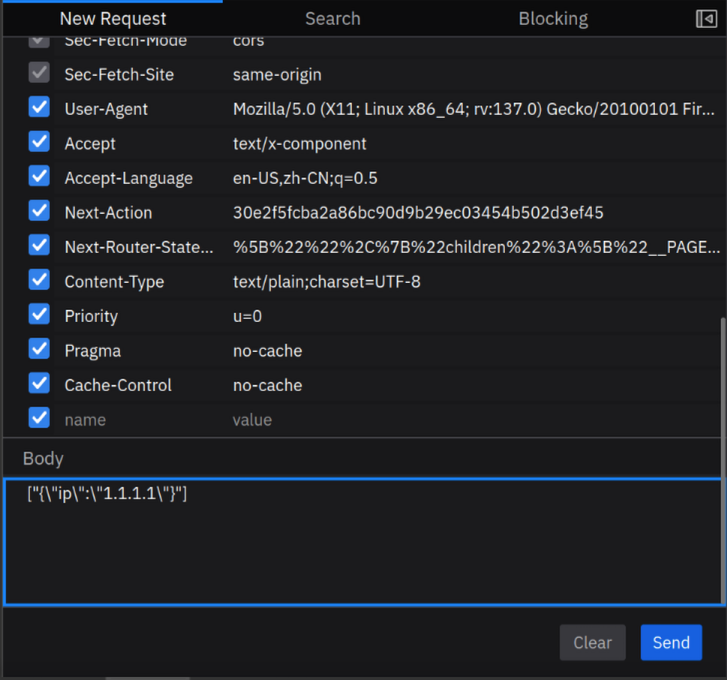 New Request Search Blocking
Sec-Fetch-Mode cors
Sec-Fetch-Site same-origin
User-Agent Mozilla/5.0 (X11; Linux x86_64; rv:137.0) Gecko/20100101 Fir...
Accept text/x-component
Accept-Language en-US,zh-CN;q=0.5
Next-Action 30e2f5fcba2a86bc90d9b29ec03454b502d3ef45
Next-Router-State... %5B%22%22%2C%7B%22children%22%3A%5B%22__PAGE...
Content-Type text/plain;charset=UTF-8
Priority u=0
Pragma no-cache
Cache-Control no-cache
name value
Body
["{\"ip\":\"1.1.1.1\"}"]
Clear Send